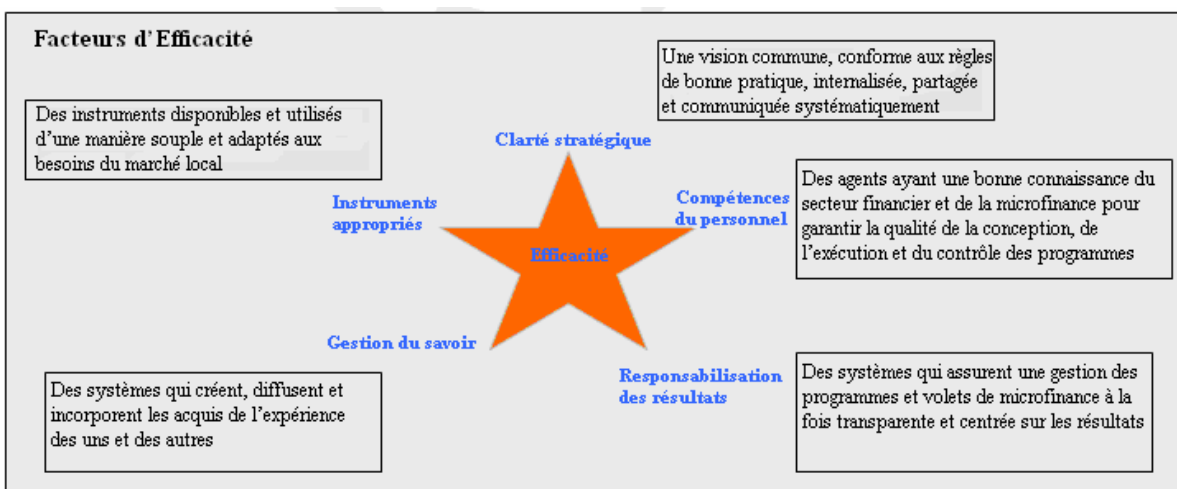 Facteurs d'Efficacité
Une vision commune, conforme aux règles
de bonne pratique, internalisée, partagée
et communiquée systématiquement
Des instruments disponibles et utilisés
d'une manière souple et adaptés aux
besoins du marché local
Clarté stratégique
Instruments
appropriés
Compétences
du personnel
Des agents ayant une bonne connaissance du
secteur financier et de la microfinance pour
garantir la qualité de la conception, de
l'exécution et du contrôle des programmes
Efficacité
Gestion du savoir
Responsabilisation
des résultats
Des systèmes qui créent, diffusent et
incorporent les acquis de l'expérience
des uns et des autres
Des systèmes qui assurent une gestion des
programmes et volets de microfinance à la
fois transparente et centrée sur les résultats